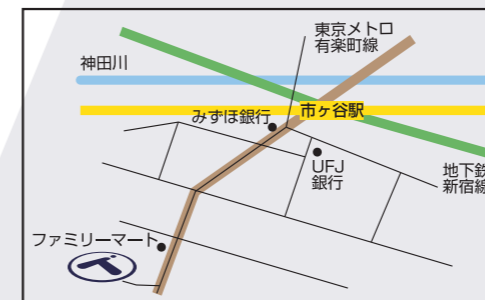 東京メトロ
有楽町線
神田川
みずほ銀行
市ヶ谷駅
UFJ
銀行
地下鉄
新宿線
ファミリーマート